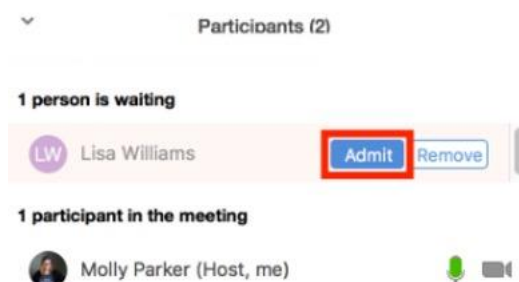 Participants (2)
1 person is waiting
LW Lisa Williams Admit Remove
1 participant in the meeting
Molly Parker (Host, me)